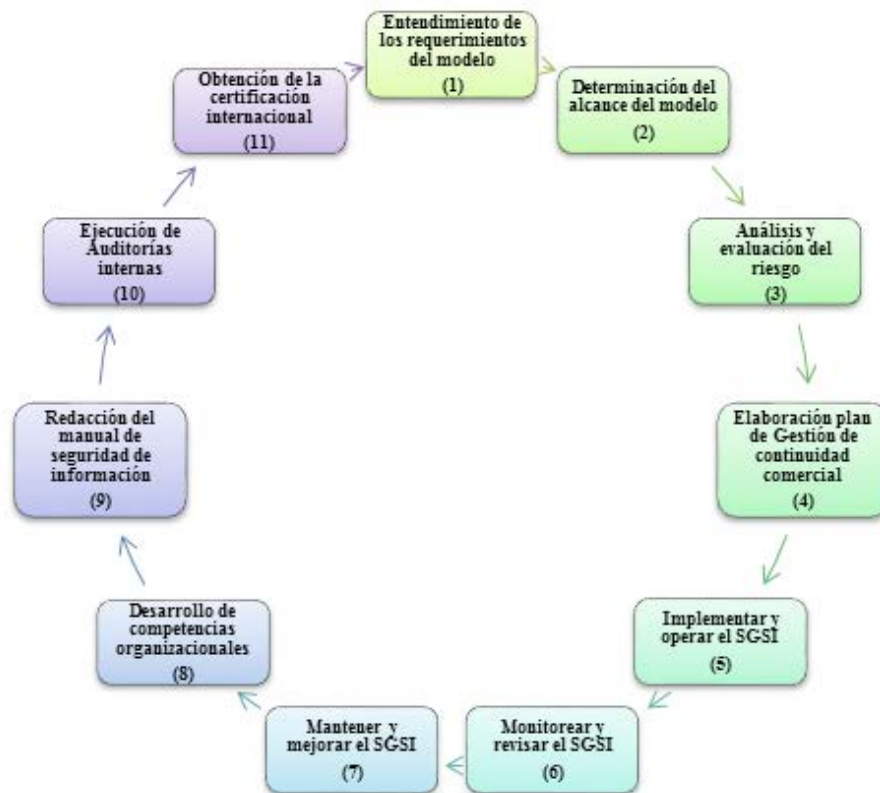 Entendimiento de
los requerimientos
del modelo
(1)
Determinación del
alcance del modelo
(2)
Análisis y
evaluación del
riesgo
(3)
Elaboración plan
de Gestión de
continuidad
comercial
(4)
Implementar y
operar el SGSI
(5)
Monitorear y
revisar el SGSI
(6)
Mantener y
mejorar el SGSI
(7)
Desarrollo de
competencias
organizacionales
(8)
Redacción del
manual de
seguridad de
información
(9)
Ejecución de
Auditorías
internas
(10)
Obtención de la
certificación
internacional
(11)